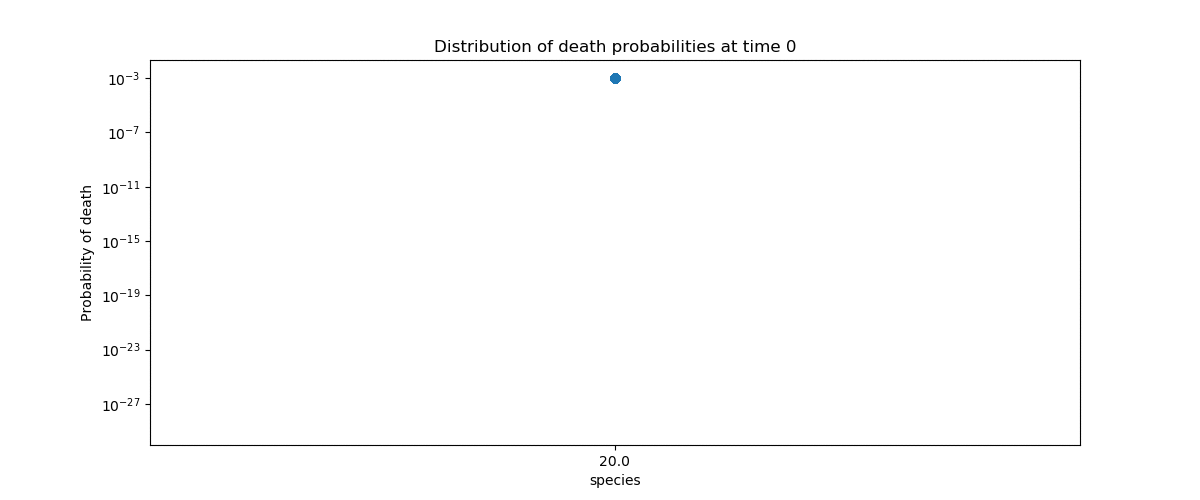 Distribution of death probabilities at time 0
Probability of death
10⁻³
10⁻⁷
10⁻¹¹
10⁻¹⁵
10⁻¹⁹
10⁻²³
10⁻²⁷
20.0
species